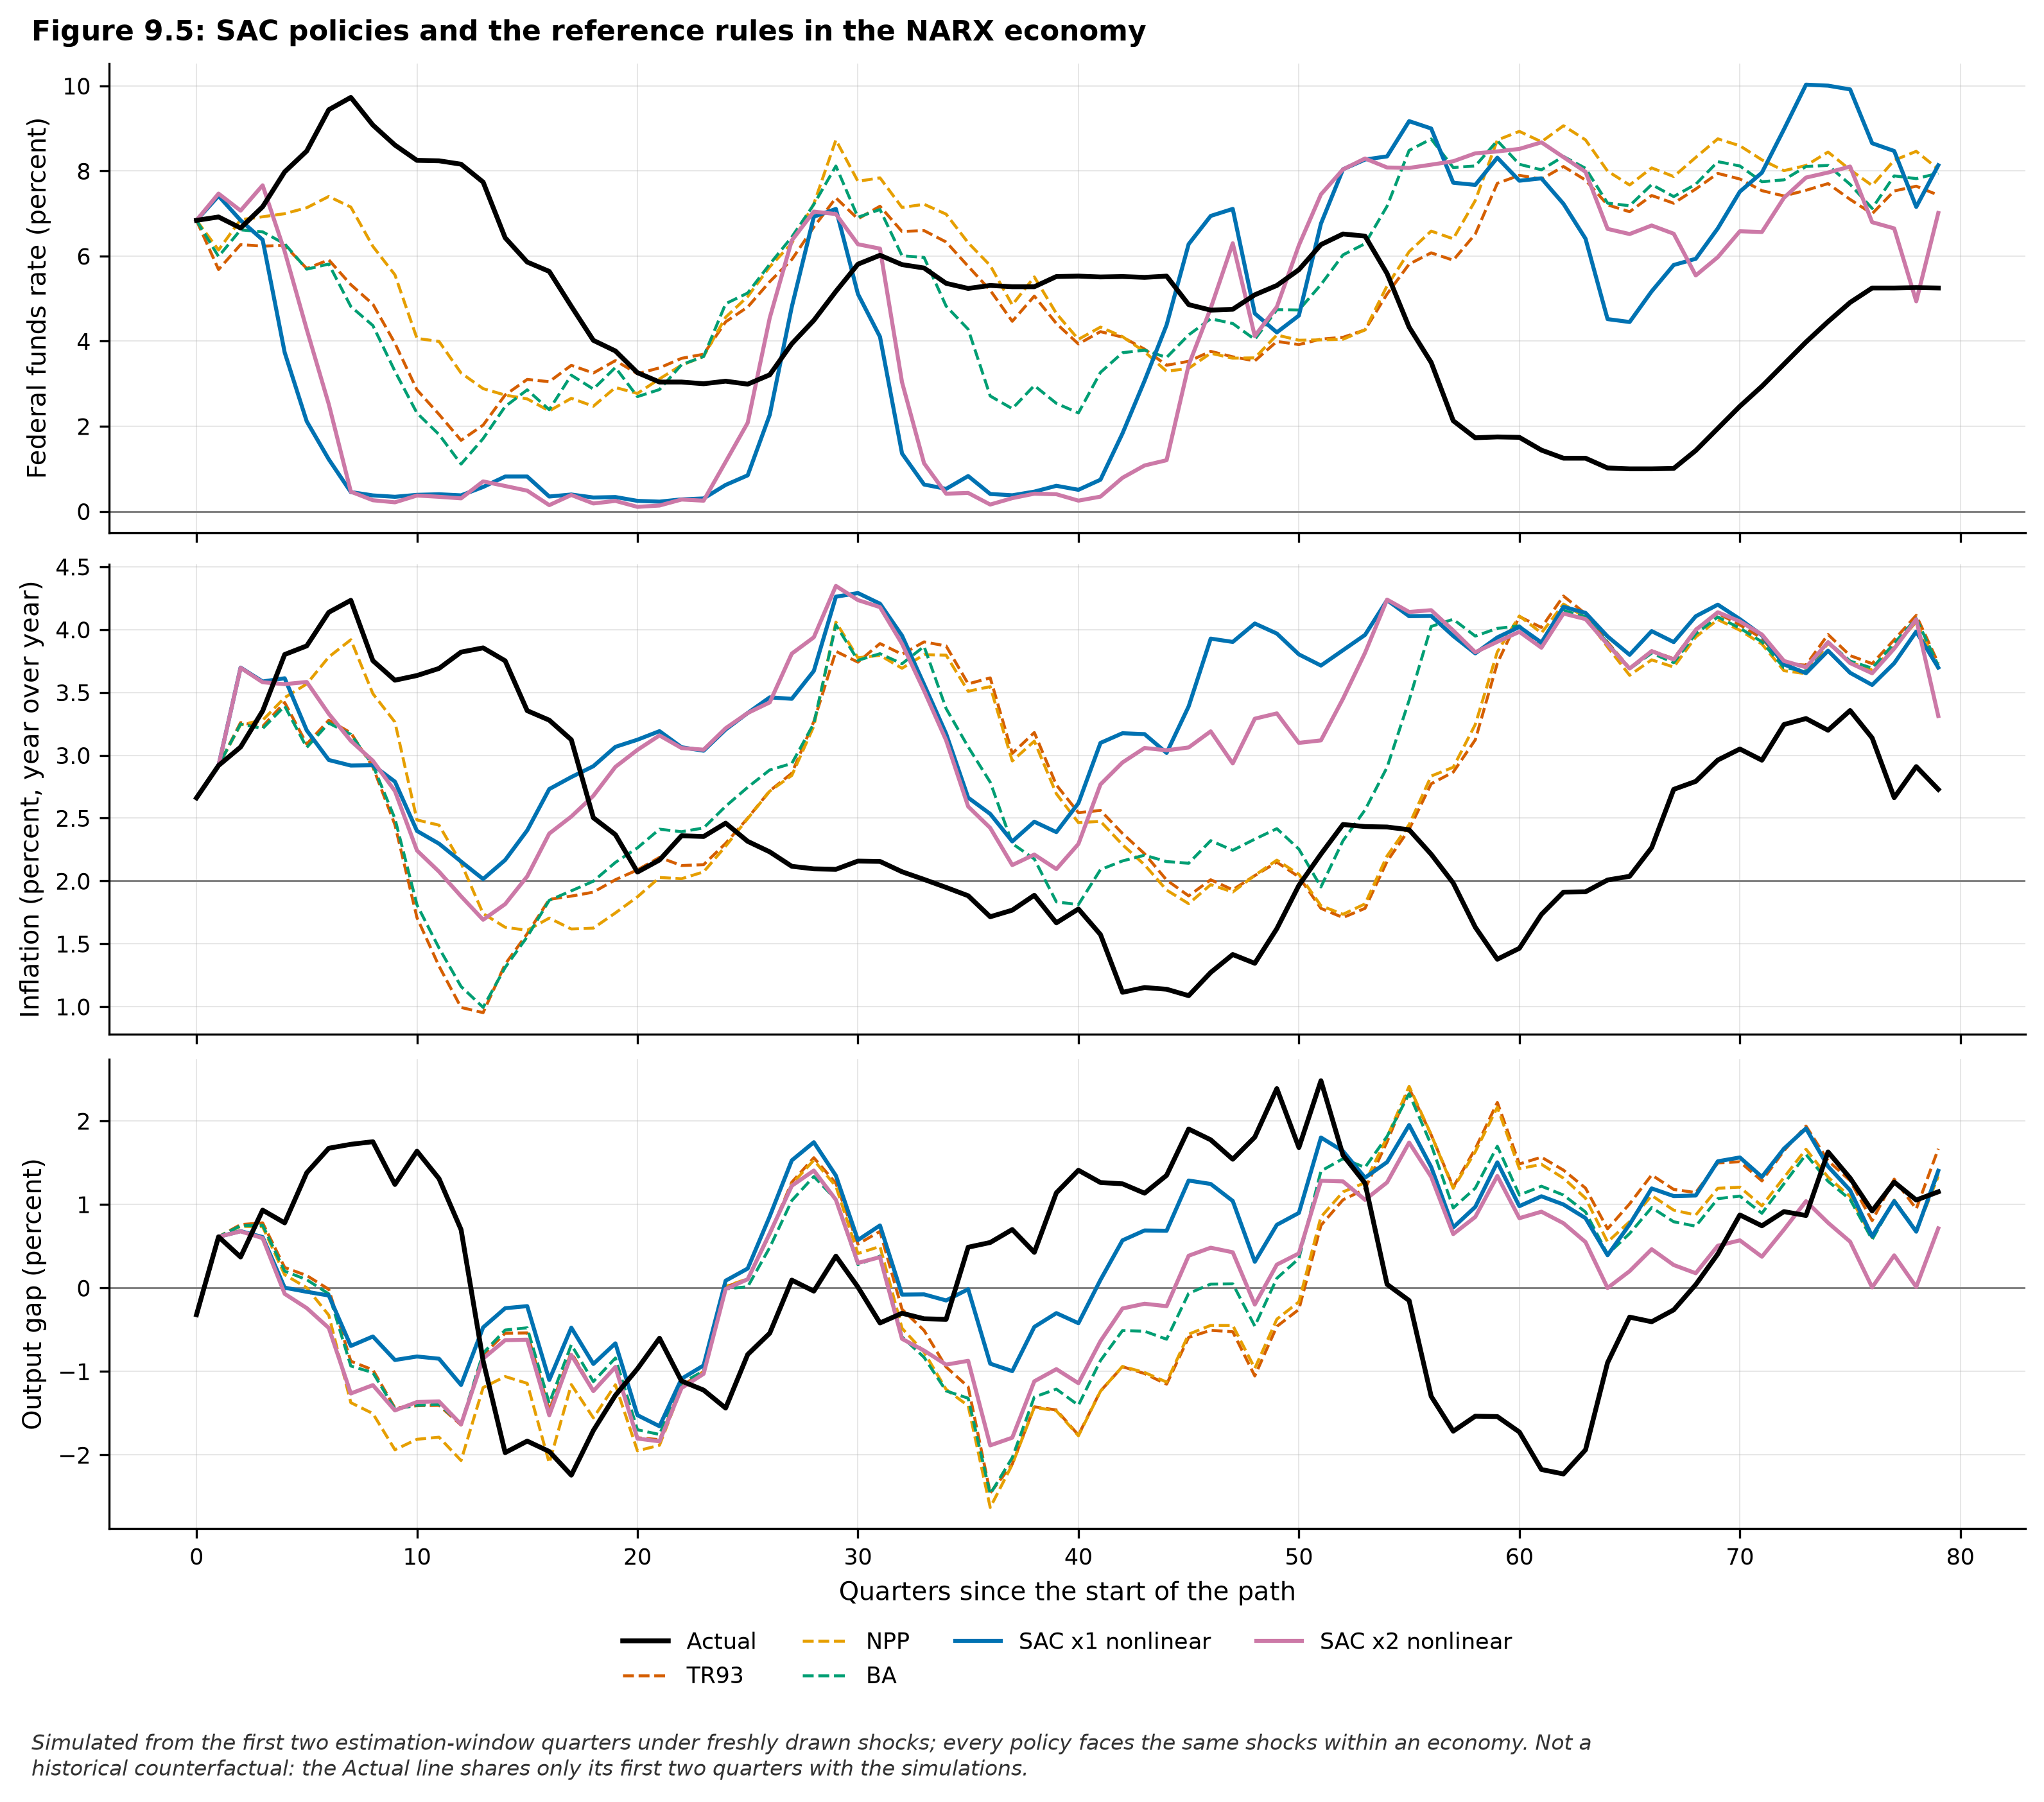 Figure 9.5: SAC policies and the reference rules in the NARX economy
Federal funds rate (percent)
10
8
6
4
2
0
Inflation (percent, year over year)
4.5
4.0
3.5
3.0
2.5
2.0
1.5
1.0
Output gap (percent)
2
1
0
−1
−2
0 10 20 30 40 50 60 70 80
Quarters since the start of the path
Actual NPP SAC x1 nonlinear SAC x2 nonlinear
TR93 BA
Simulated from the first two estimation-window quarters under freshly drawn shocks; every policy faces the same shocks within an economy. Not a
historical counterfactual: the Actual line shares only its first two quarters with the simulations.